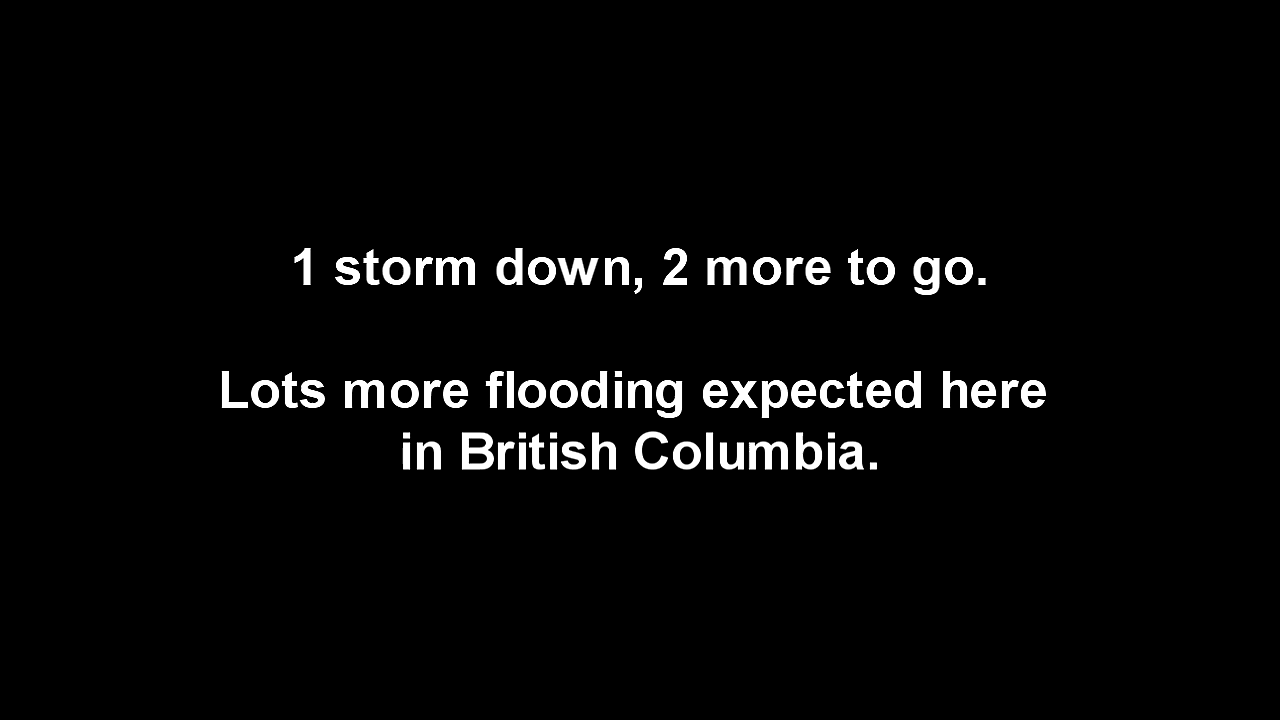 1 storm down, 2 more to go.
Lots more flooding expected here
in British Columbia.